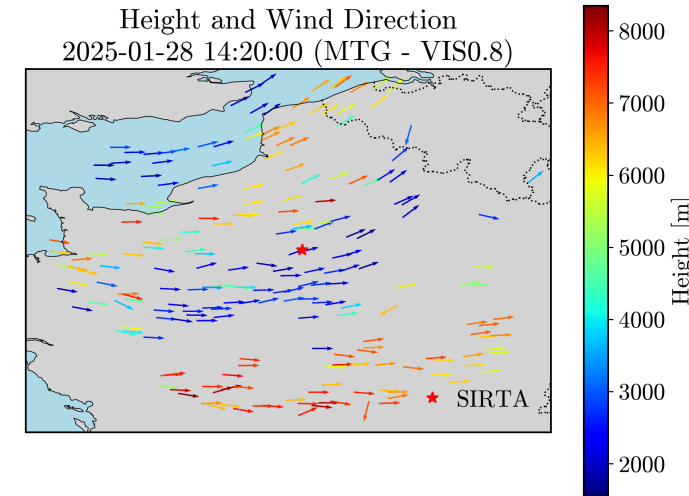 Height and Wind Direction
2025-01-28 14:20:00 (MTG - VIS0.8)
8000
7000
6000
5000
4000
3000
2000
Height [m]
SIRTA